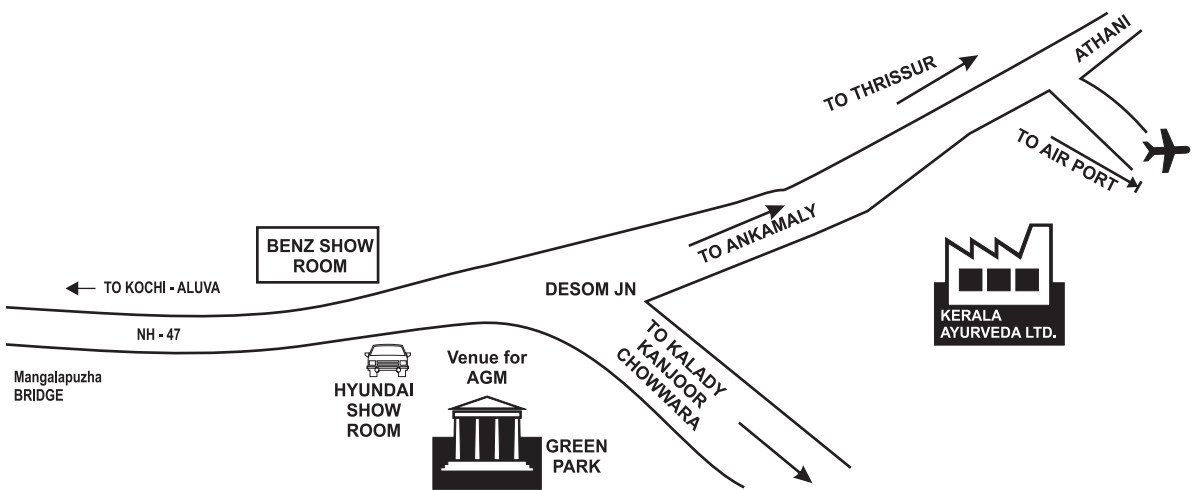 ATHANI
TO THRISSUR
TO AIR PORT
TO ANKAMALY
BENZ SHOW
ROOM
TO KOCHI - ALUVA
DESOM JN
NH - 47
KERALA
AYURVEDA LTD.
TO KALADY
KANJOOR
CHOWWARA
Mangalapuzha
BRIDGE
HYUNDAI
SHOW
ROOM
Venue for
AGM
GREEN
PARK